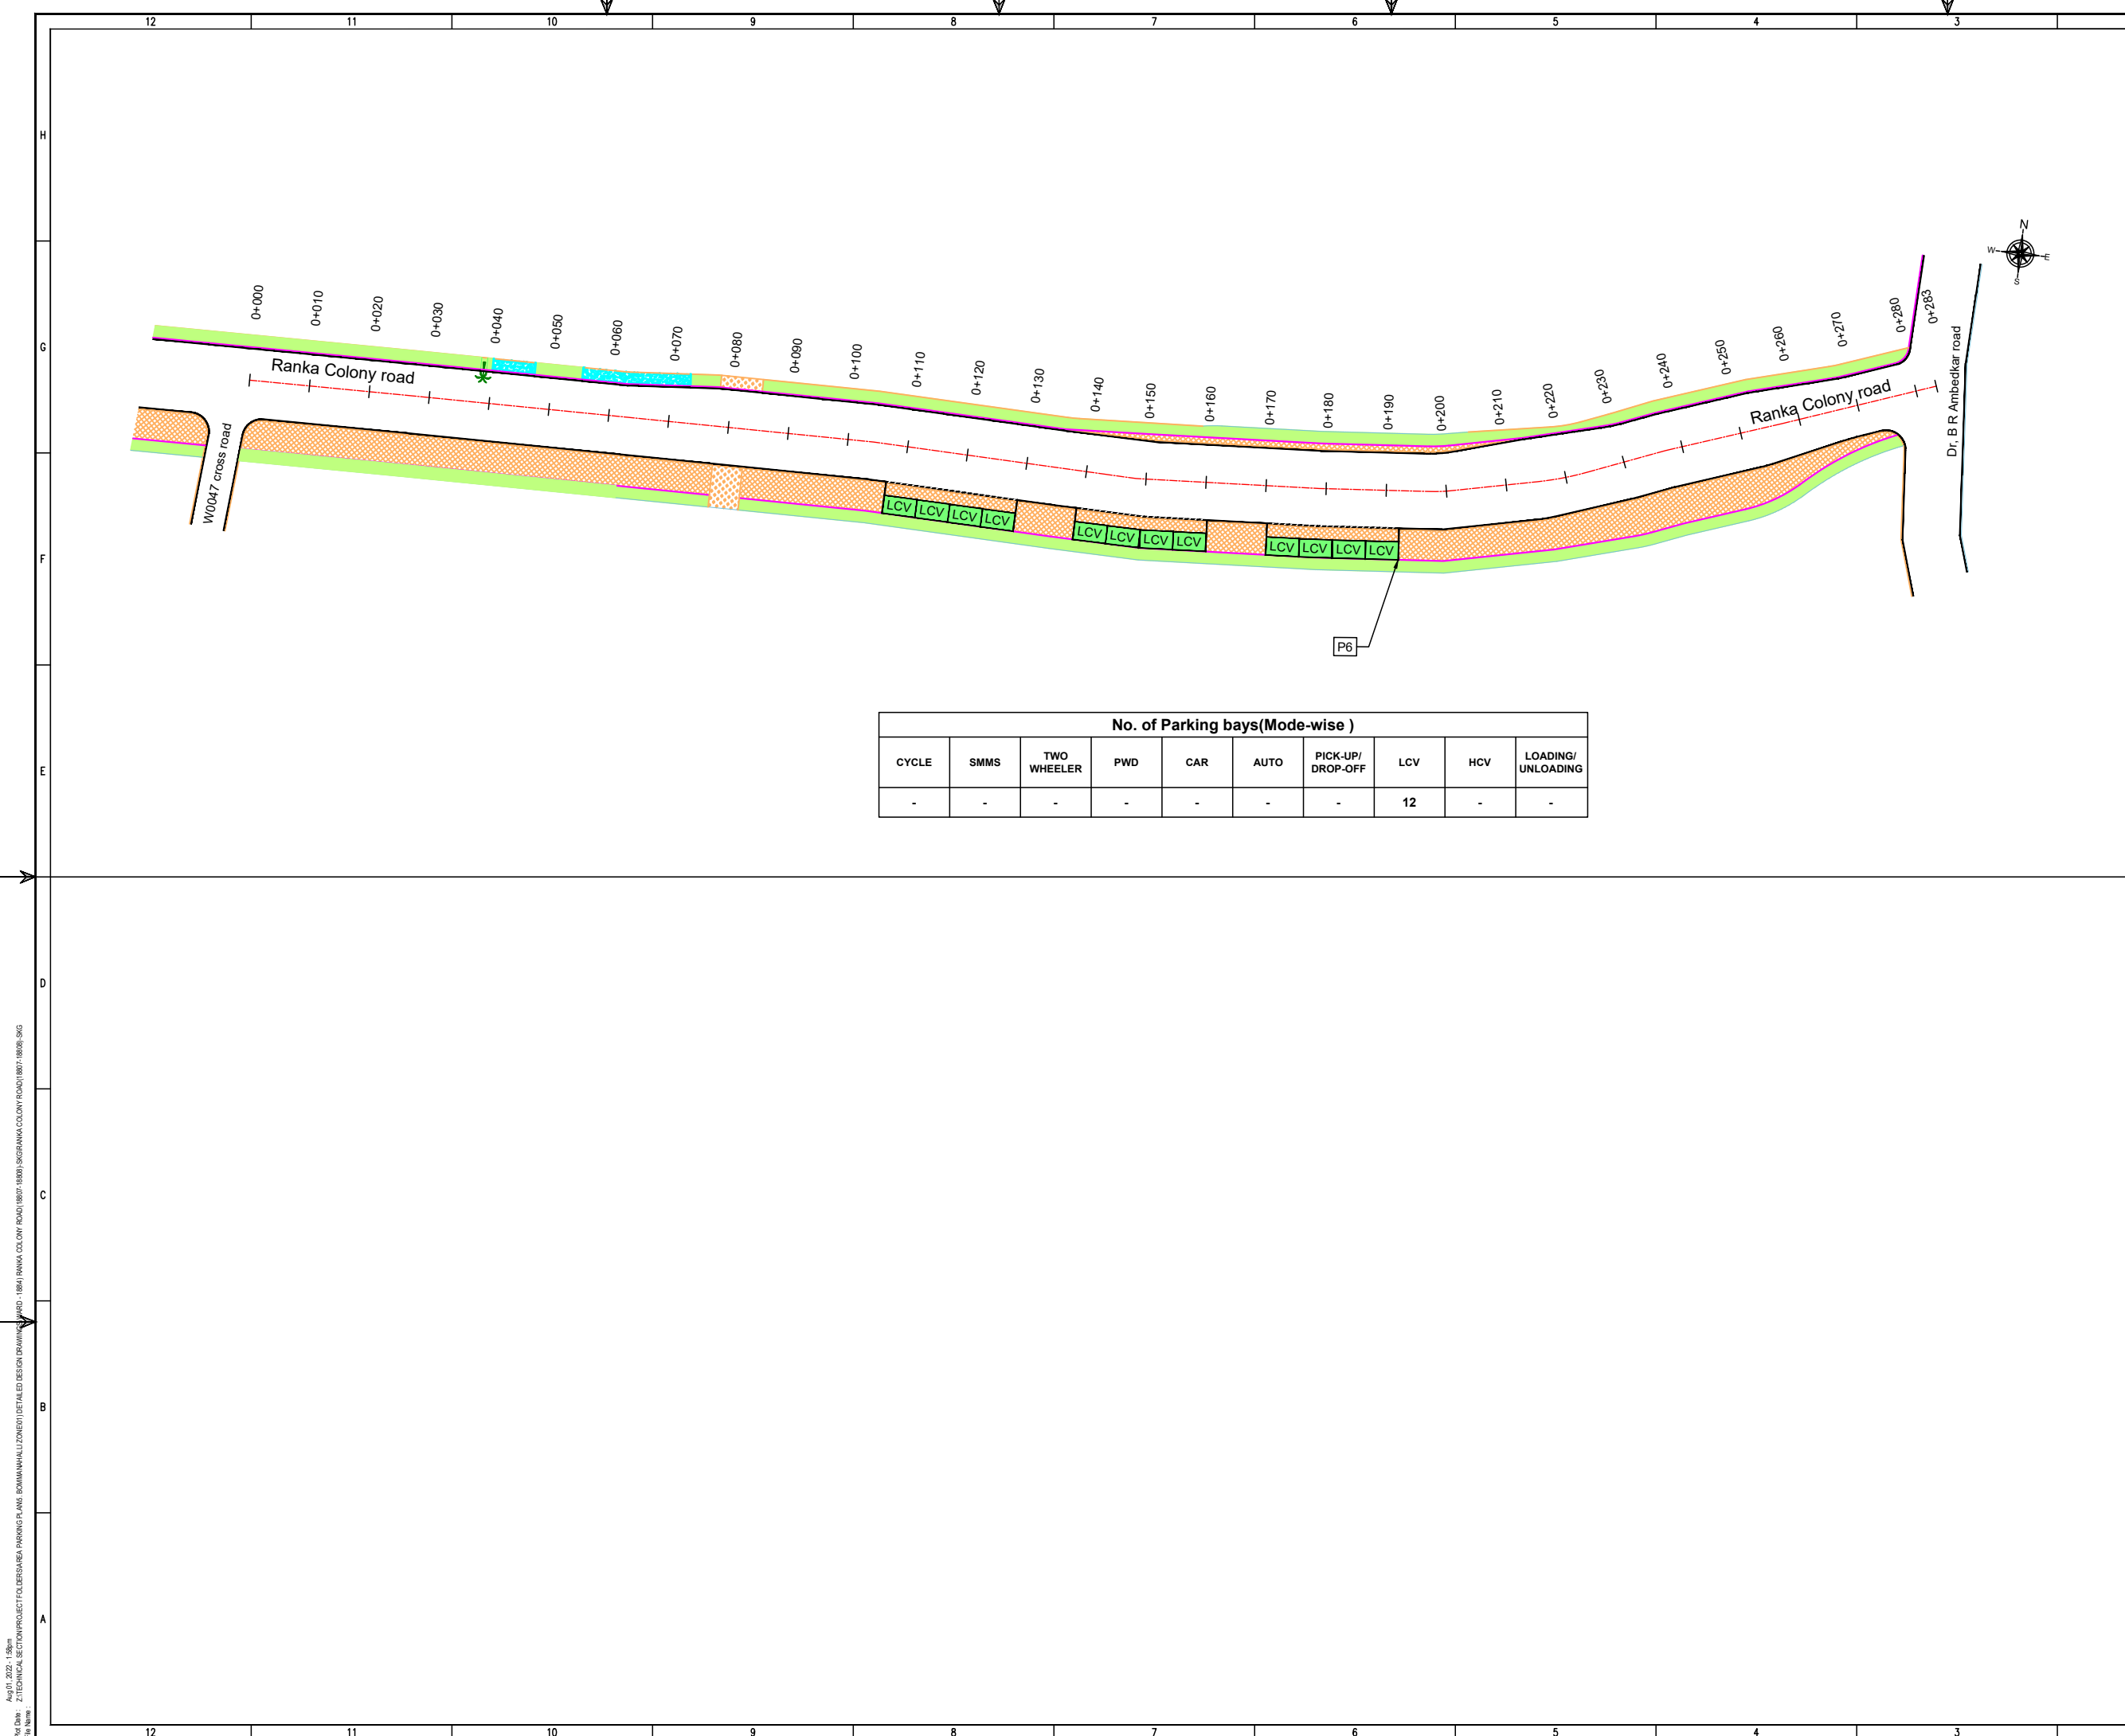 12 11 10 9 8 7 6 5 4 3
H
G
F
E
D
C
B
A
N
W
E
S
0+000
0+010
0+020
0+030
0+040
0+050
0+060
0+070
0+080
0+090
0+100
0+110
0+120
0+130
0+140
0+150
0+160
0+170
0+180
0+190
0+200
0+210
0+220
0+230
0+240
0+250
0+260
0+270
0+280
0+283
Ranka Colony road
Ranka Colony road
W0047 cross road
Dr, B R Ambedkar road
LCV LCV LCV LCV
LCV LCV LCV LCV
LCV LCV LCV LCV
P6
No. of Parking bays(Mode-wise )
CYCLE SMMS TWO WHEELER PWD CAR AUTO PICK-UP/ DROP-OFF LCV HCV LOADING/ UNLOADING
- - - - - - - 12 - -
Aug 01, 2022 - 1:58pm
12 11 10 9 8 7 6 5 4 3